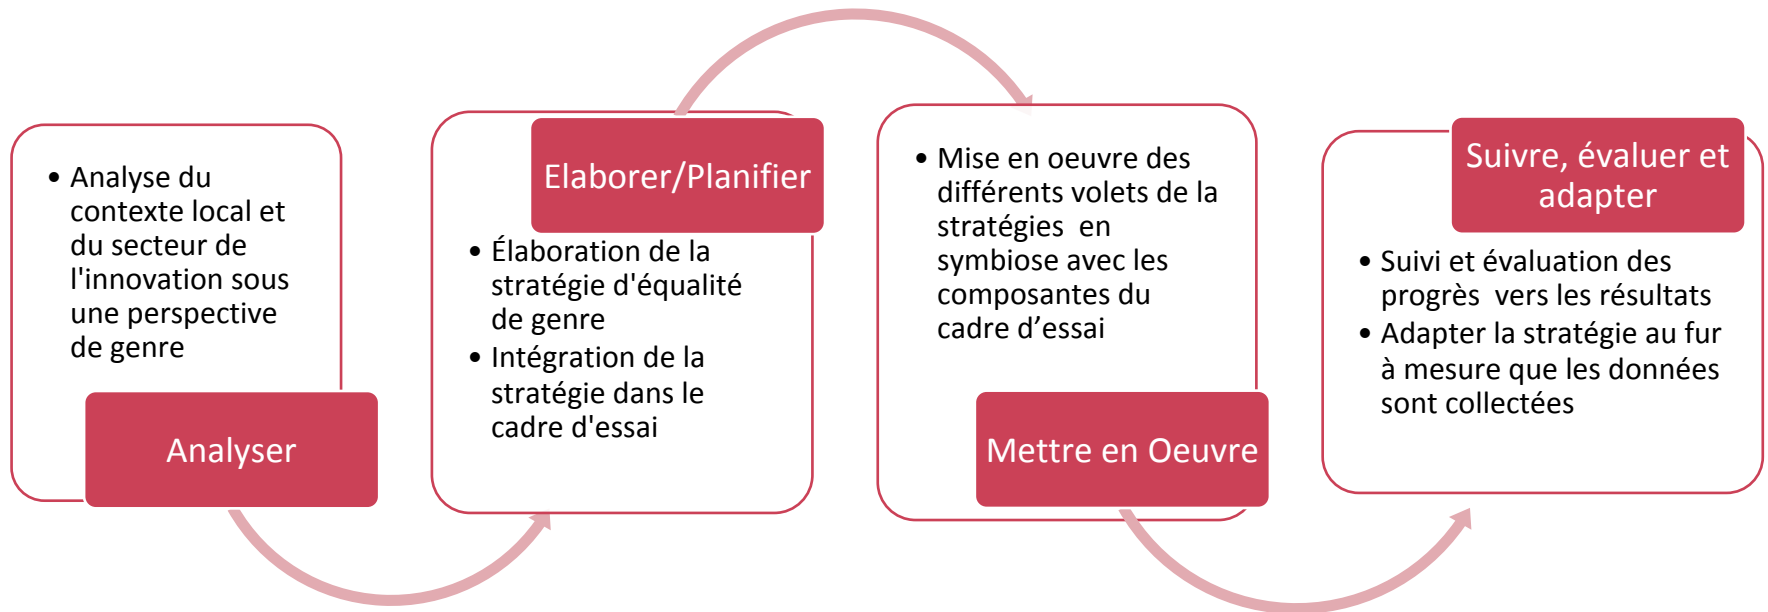 • Analyse du
contexte local et
du secteur de
l'innovation sous
une perspective
de genre
Analyser
Elaborer/Planifier
• Élaboration de la
stratégie d'équalité
de genre
• Intégration de la
stratégie dans le
cadre d'essai
• Mise en oeuvre des
différents volets de la
stratégies en
symbiose avec les
composantes du
cadre d’essai
Mettre en Oeuvre
Suivre, évaluer et
adapter
• Suivi et évaluation des
progrès vers les résultats
• Adapter la stratégie au fur
à mesure que les données
sont collectées